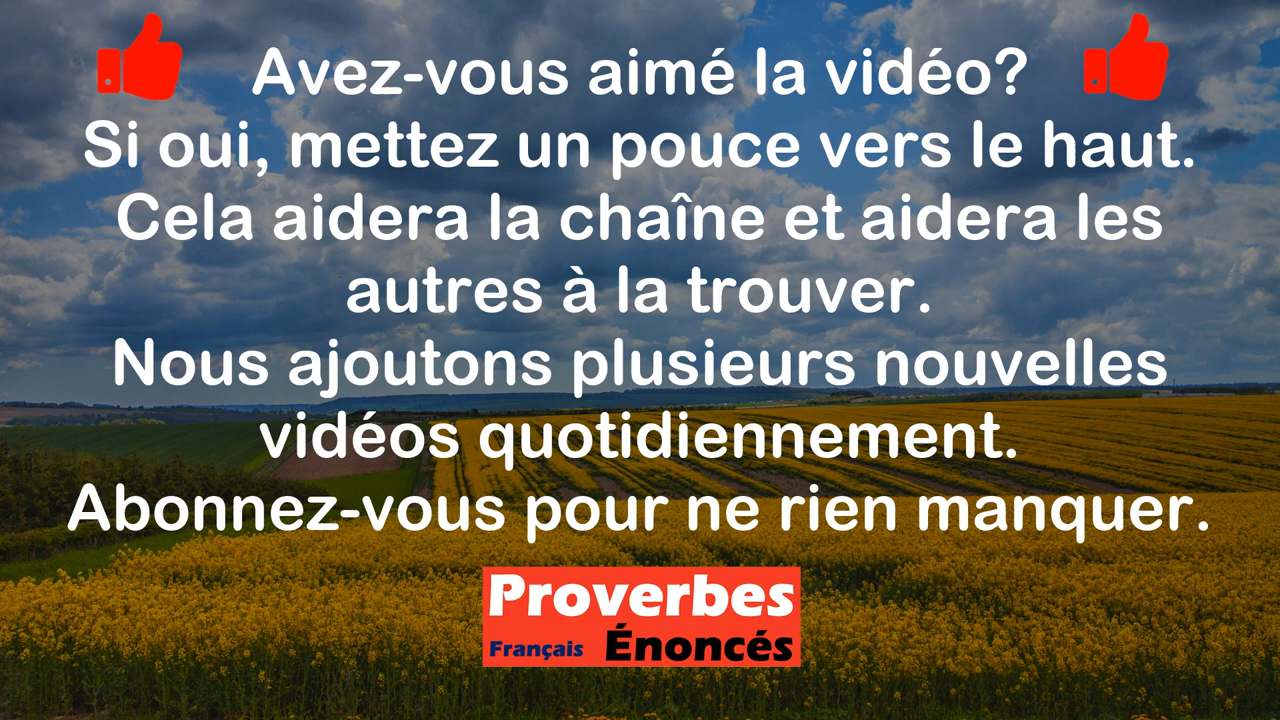 Avez-vous aimé la vidéo?
Si oui, mettez un pouce vers le haut.
Cela aidera la chaîne et aidera les
autres à la trouver.
Nous ajoutons plusieurs nouvelles
vidéos quotidiennement.
Abonnez-vous pour ne rien manquer.
Proverbes
Français Énoncés